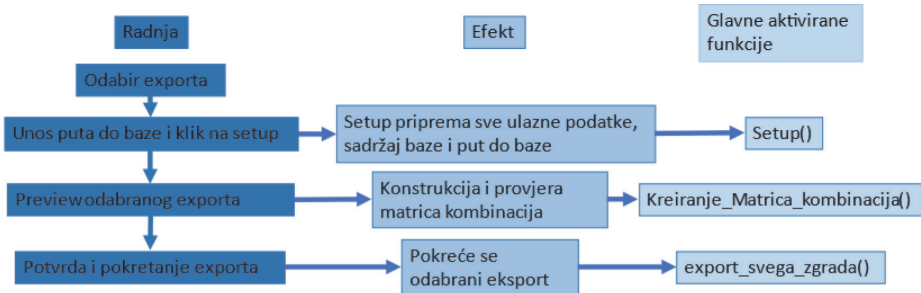 Radnja
Efekt
Glavne aktivirane
funkcije
Odabir exporta
Unos puta do baze i klik na setup
Setup priprema sve ulazne podatke,
sadržaj baze i put do baze
Setup()
Preview odabranog exporta
Konstrukcija i provjera
matrica kombinacija
Kreiranje_Matrica_kombinacija()
Potvrda i pokretanje exporta
Pokreće se
odabrani eksport
export_svega_zgrada()